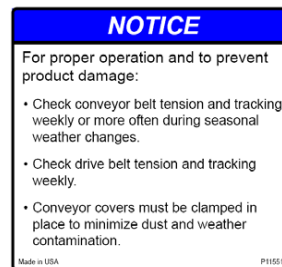 NOTICE
For proper operation and to prevent
product damage:
• Check conveyor belt tension and tracking
weekly or more often during seasonal
weather changes.
• Check drive belt tension and tracking
weekly.
• Conveyor covers must be clamped in
place to minimize dust and weather
contamination.
Made in USA P11551